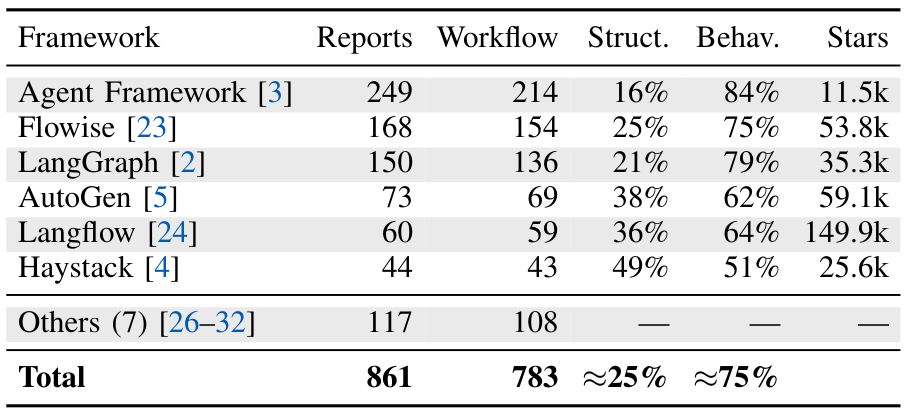 Framework Reports Workflow Struct. Behav. Stars
Agent Framework [3] 249 214 16% 84% 11.5k
Flowise [23] 168 154 25% 75% 53.8k
LangGraph [2] 150 136 21% 79% 35.3k
AutoGen [5] 73 69 38% 62% 59.1k
Langflow [24] 60 59 36% 64% 149.9k
Haystack [4] 44 43 49% 51% 25.6k
Others (7) [26–32] 117 108 — — —
Total 861 783 ≈25% ≈75%